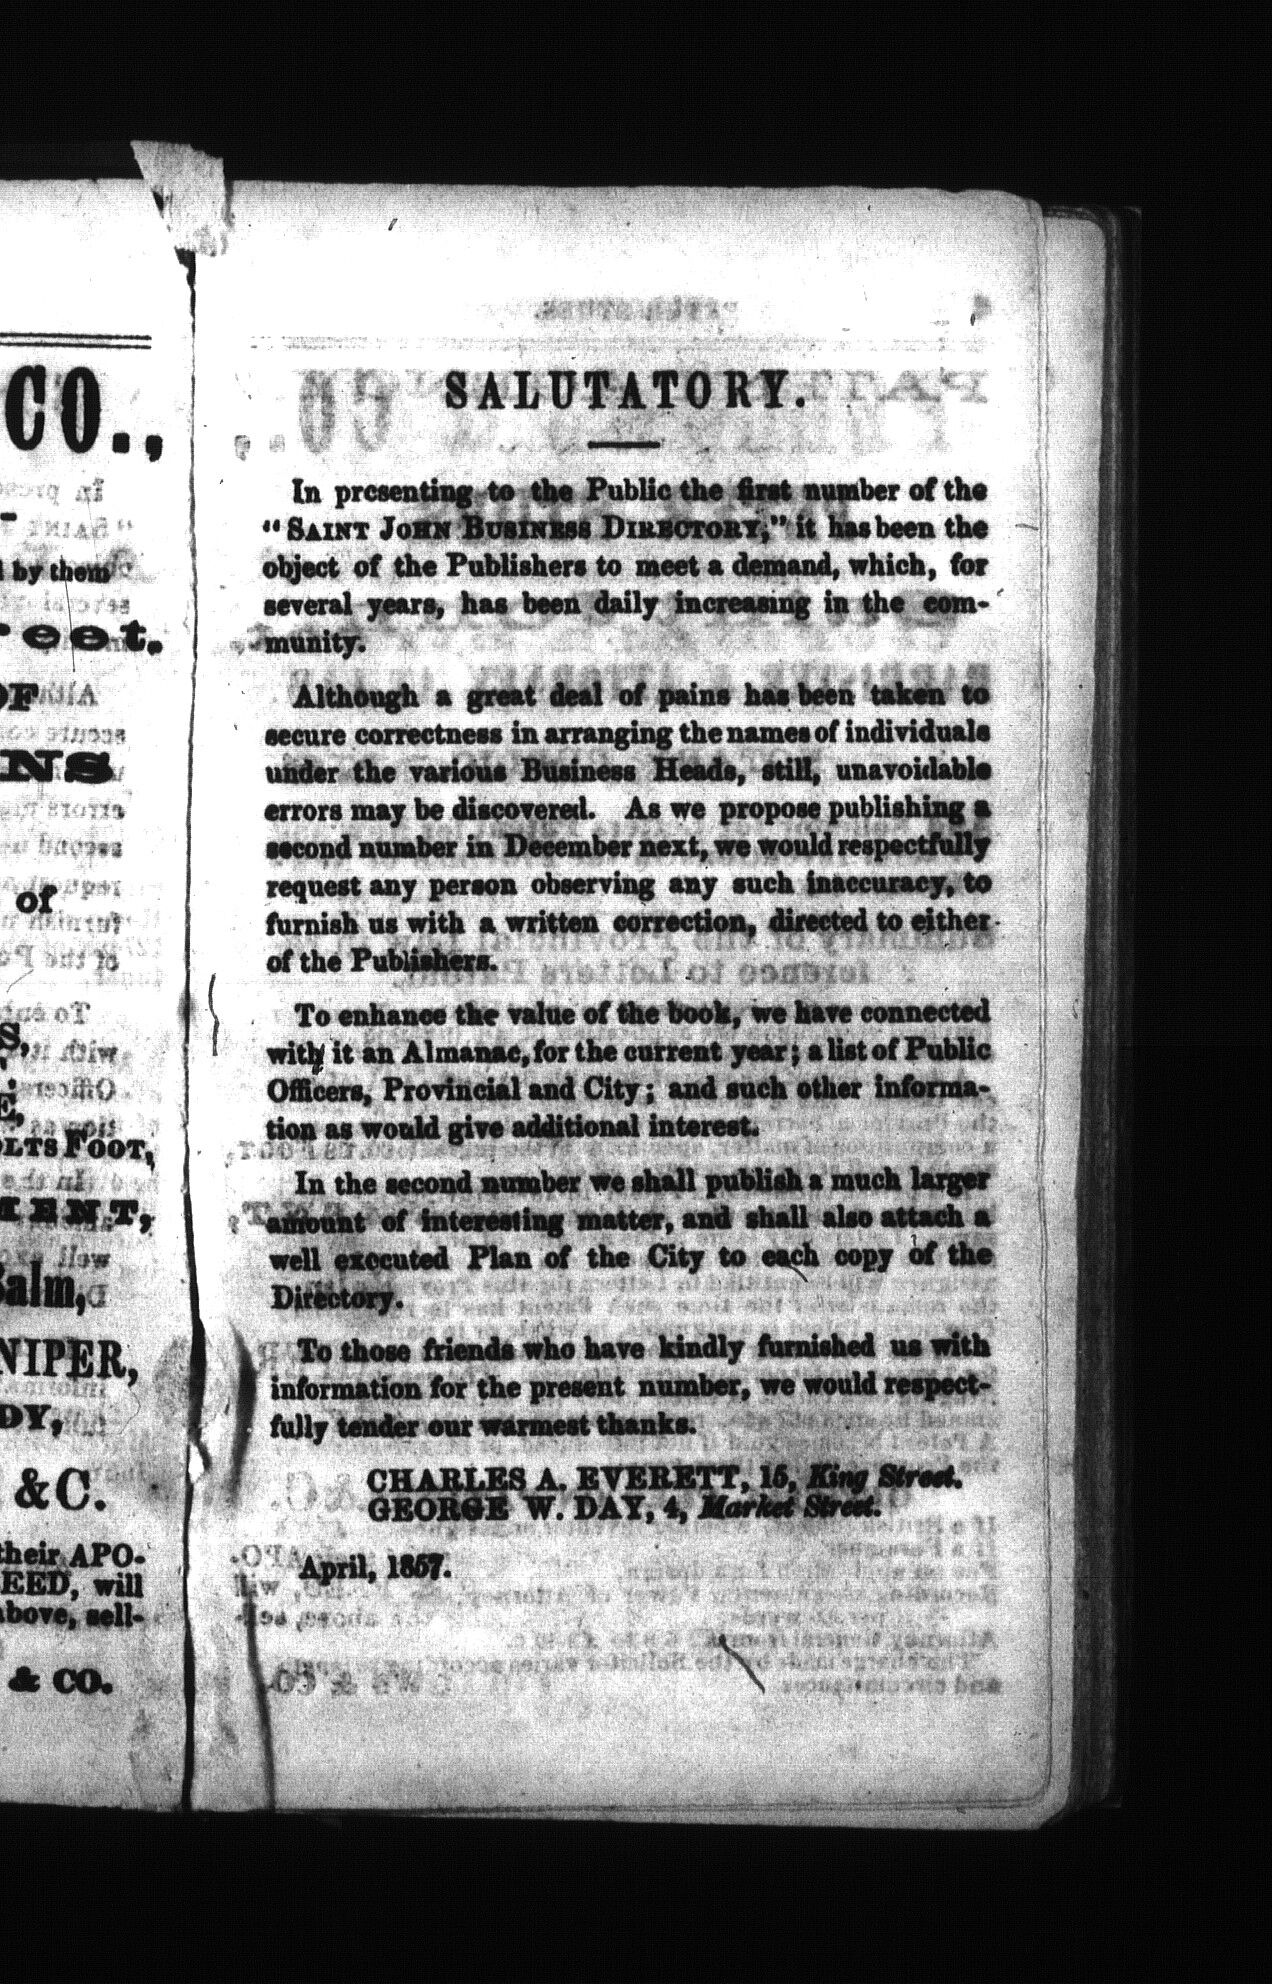 CO.,
by them
reet.
OF
NS
of
S,
E,
OLTS FOOT,
MENT,
Balm,
NIPER,
DY,
&C.
their APO-
EED, will
above, sell-
& CO.
SALUTATORY.
In presenting to the Public the first number of the
"SAINT JOHN BUSINESS DIRECTORY," it has been the
object of the Publishers to meet a demand, which, for
several years, has been daily increasing in the com-
munity.
Although a great deal of pains has been taken to
secure correctness in arranging the names of individuals
under the various Business Heads, still, unavoidable
errors may be discovered. As we propose publishing a
second number in December next, we would respectfully
request any person observing any such inaccuracy, to
furnish us with a written correction, directed to either
of the Publishers.
To enhance the value of the book, we have connected
with it an Almanac, for the current year; a list of Public
Officers, Provincial and City; and such other informa-
tion as would give additional interest.
In the second number we shall publish a much larger
amount of interesting matter, and shall also attach a
well executed Plan of the City to each copy of the
Directory.
To those friends who have kindly furnished us with
information for the present number, we would respect-
fully tender our warmest thanks.
CHARLES A. EVERETT, 15, King Street.
GEORGE W. DAY, 4, Market Street.
April, 1857.